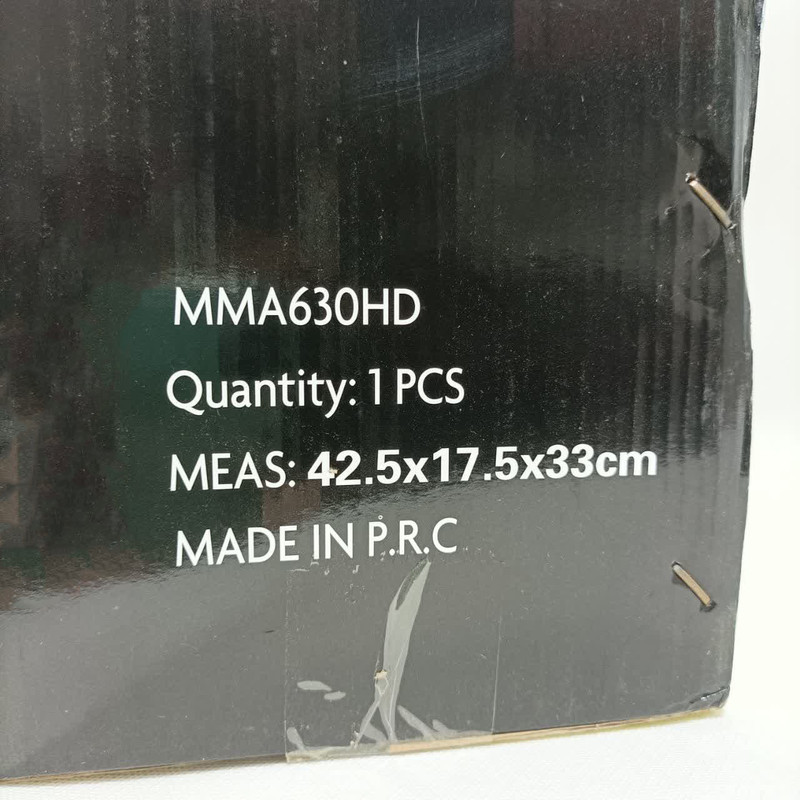 MMA630HD
Quantity: 1 PCS
MEAS: 42.5x17.5x33cm
MADE IN P.R.C